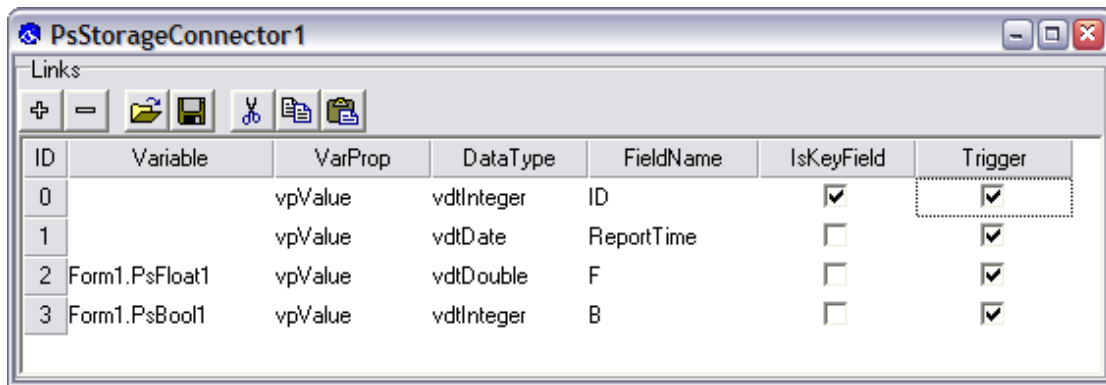 PsStorageConnector1
Links
ID Variable VarProp DataType FieldName IsKeyField Trigger
0 vpValue vdtInteger ID
1 vpValue vdtDate ReportTime
2 Form1.PsFloat1 vpValue vdtDouble F
3 Form1.PsBool1 vpValue vdtInteger B